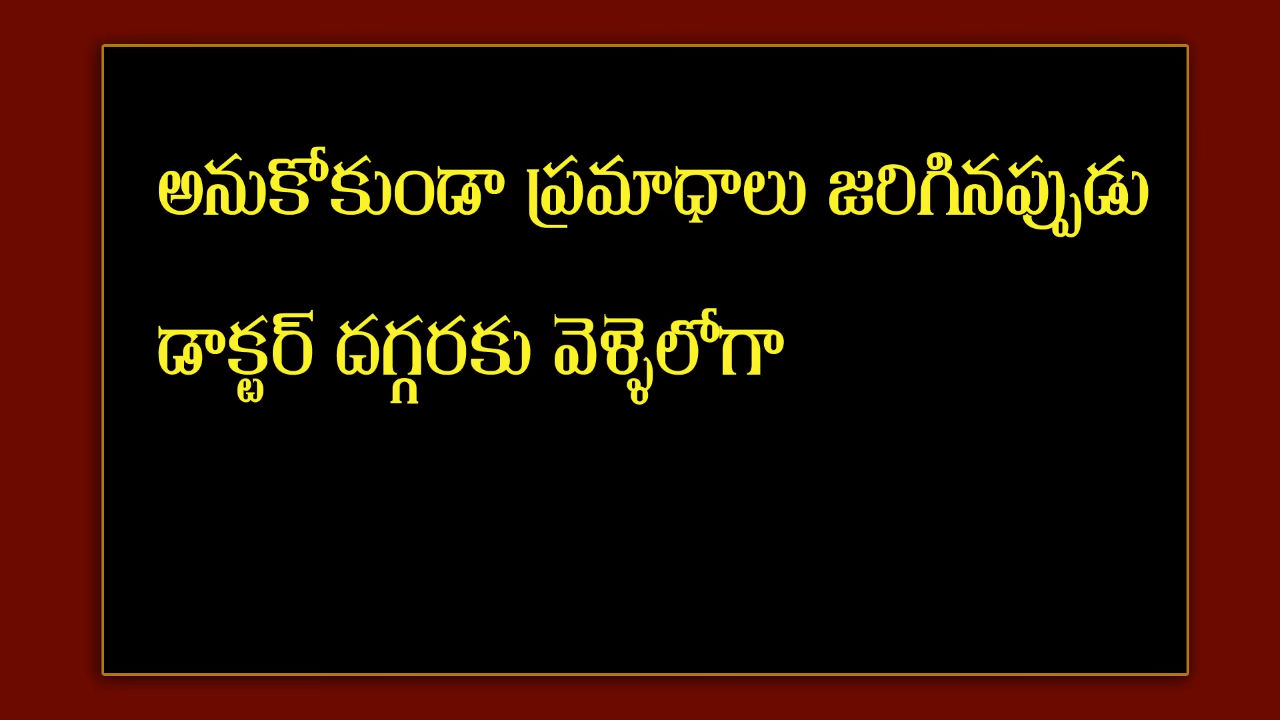 అనుకోకుండా ప్రమాధాలు జరిగినప్పుడు
డాక్టర్ దగ్గరకు వెళ్ళెలోగా